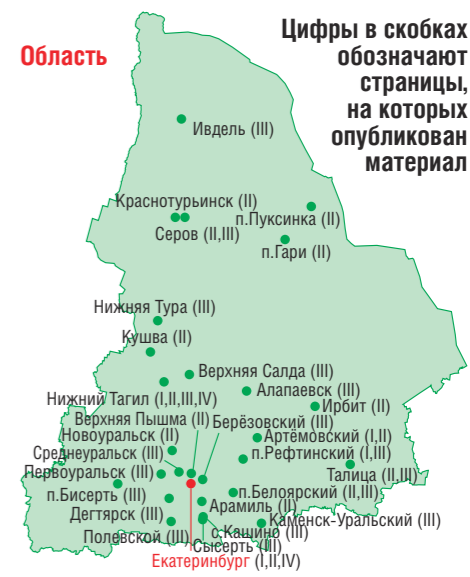 Область
Цифры в скобках
обозначают
страницы,
на которых
опубликован
материал
Ивдель (III)
Краснотурьинск (II)
п.Пуксинка (II)
Серов (II,III)
п.Гари (II)
Нижняя Тура (III)
Кушва (II)
Верхняя Салда (III)
Алапаевск (III)
Нижний Тагил (I,II,III,IV)
Ирбит (II)
Верхняя Пышма (II)
Берёзовский (III)
Новоуральск (II)
Артёмовский (I,II)
Среднеуральск (III)
п.Рефтинский (I,III)
Первоуральск (III)
Талица (II,III)
п.Бисерть (III)
п.Белоярский (II,III)
Арамиль (II)
Дегтярск (III)
Каменск-Уральский (III)
с.Кашино (III)
Полевской (III)
Сысерть (III)
Екатеринбург (I,II,IV)